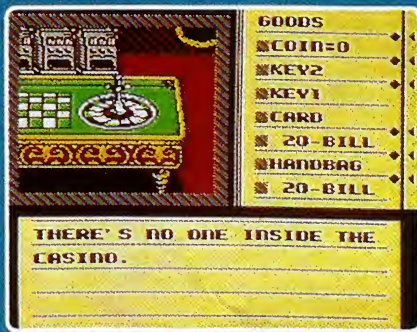 GOODS
COIN=0
KEY2
KEY1
CARD
20-BILL
HANDBAG
20-BILL
THERE'S NO ONE INSIDE THE
CASINO.